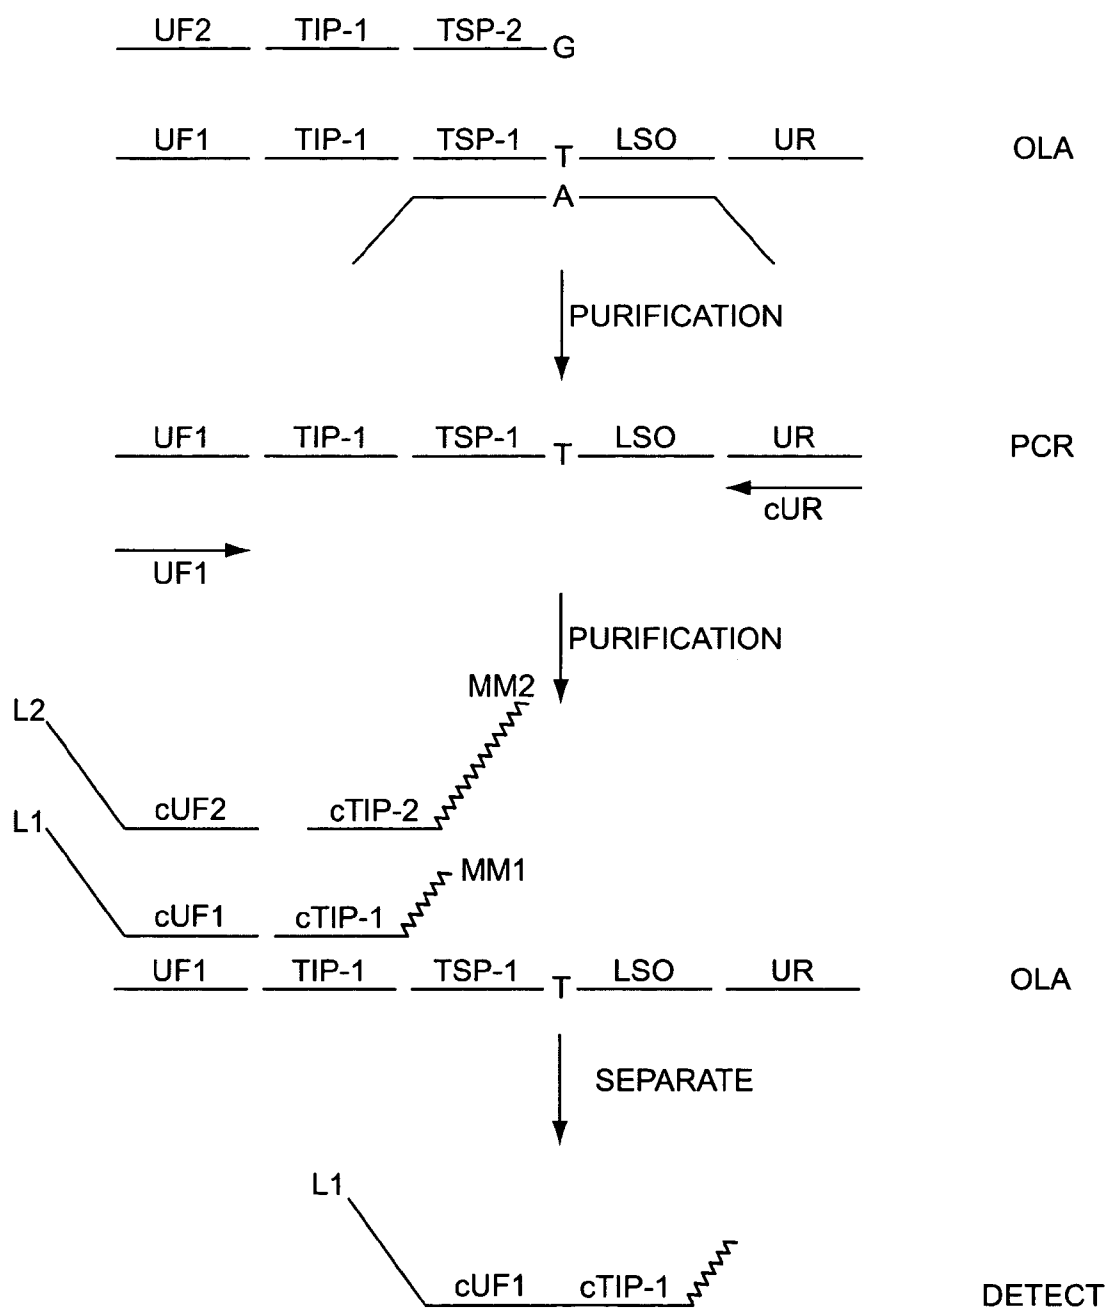 UF2 TIP-1 TSP-2 G
UF1 TIP-1 TSP-1 T LSO UR OLA
A
PURIFICATION
UF1 TIP-1 TSP-1 T LSO UR PCR
cUR
UF1
PURIFICATION
MM2
L2
cUF2 cTIP-2
L1
MM1
cUF1 cTIP-1
UF1 TIP-1 TSP-1 T LSO UR OLA
SEPARATE
L1
cUF1 cTIP-1 DETECT